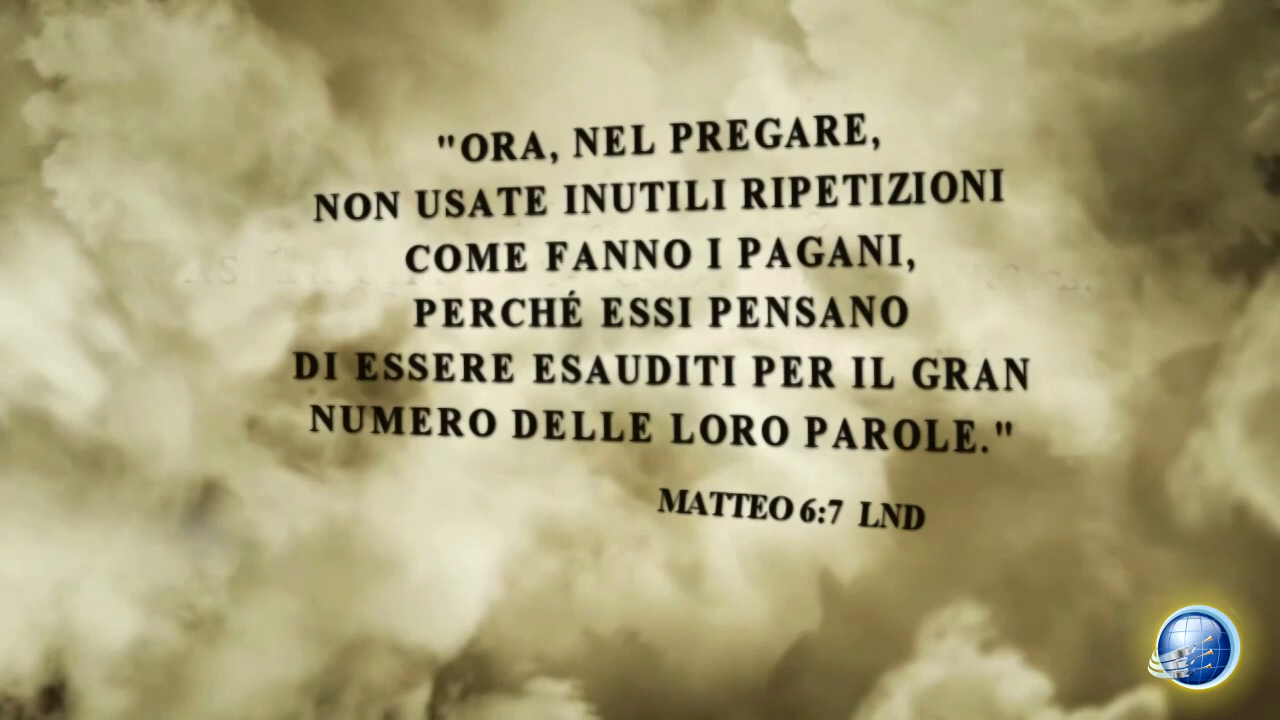 "ORA, NEL PREGARE,
NON USATE INUTILI RIPETIZIONI
COME FANNO I PAGANI,
PERCHÉ ESSI PENSANO
DI ESSERE ESAUDITI PER IL GRAN
NUMERO DELLE LORO PAROLE."
MATTEO 6:7 LND